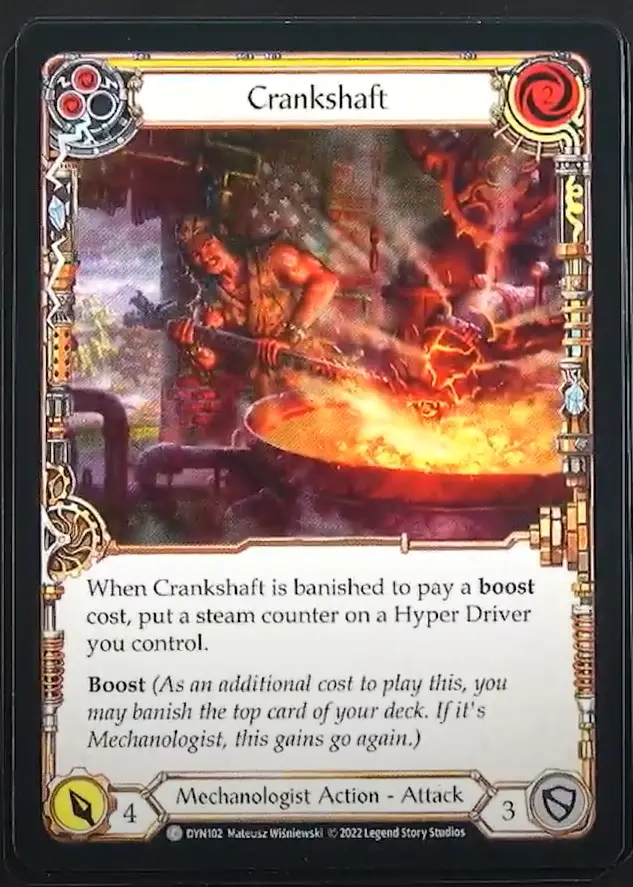 Crankshaft
2
When Crankshaft is banished to pay a boost
cost, put a steam counter on a Hyper Driver
you control.
Boost (As an additional cost to play this, you
may banish the top card of your deck. If it's
Mechanologist, this gains go again.)
4
Mechanologist Action - Attack
3
C DYN102 Mateusz Wiśniewski © 2022 Legend Story Studios